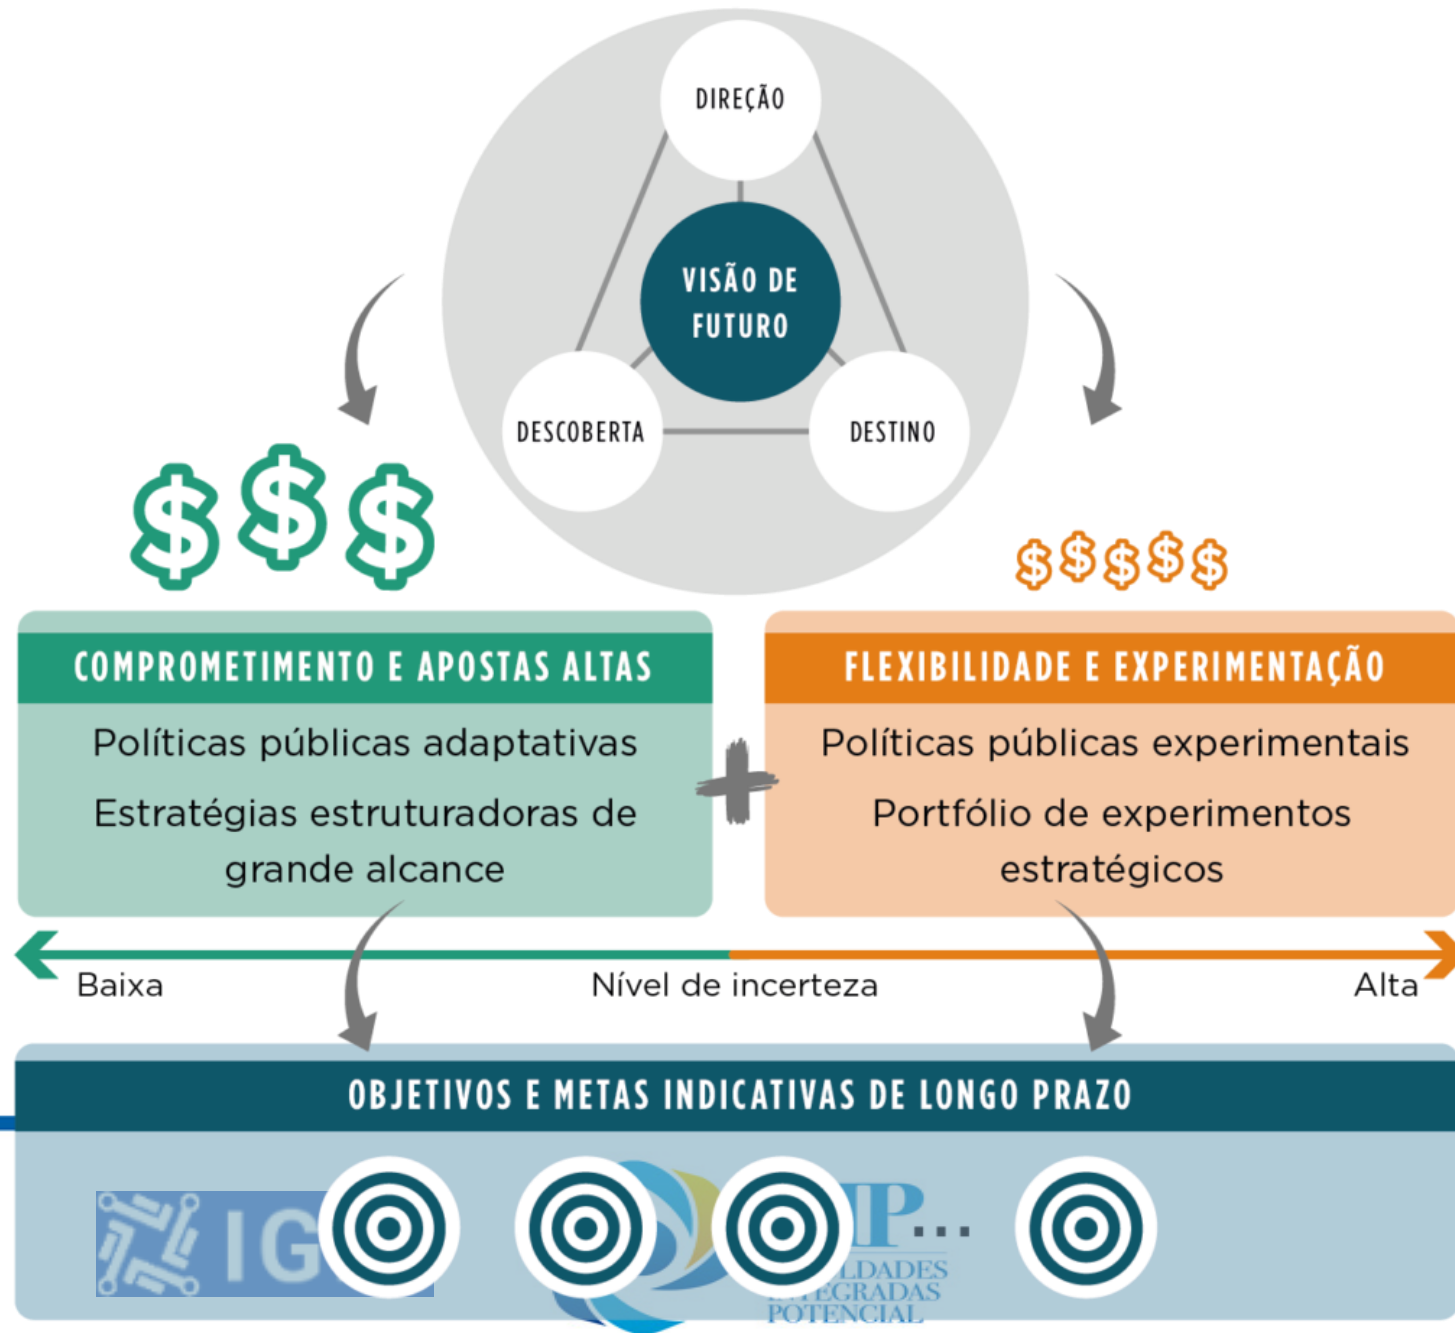 DIREÇÃO
VISÃO DE
FUTURO
DESCOBERTA
DESTINO
$ $ $
$ $ $ $ $
COMPROMETIMENTO E APOSTAS ALTAS
Políticas públicas adaptativas
Estratégias estruturadoras de
grande alcance
+
FLEXIBILIDADE E EXPERIMENTAÇÃO
Políticas públicas experimentais
Portfólio de experimentos
estratégicos
Baixa
Nível de incerteza
Alta
OBJETIVOS E METAS INDICATIVAS DE LONGO PRAZO
...
INTEGRADAS
POTENCIAL